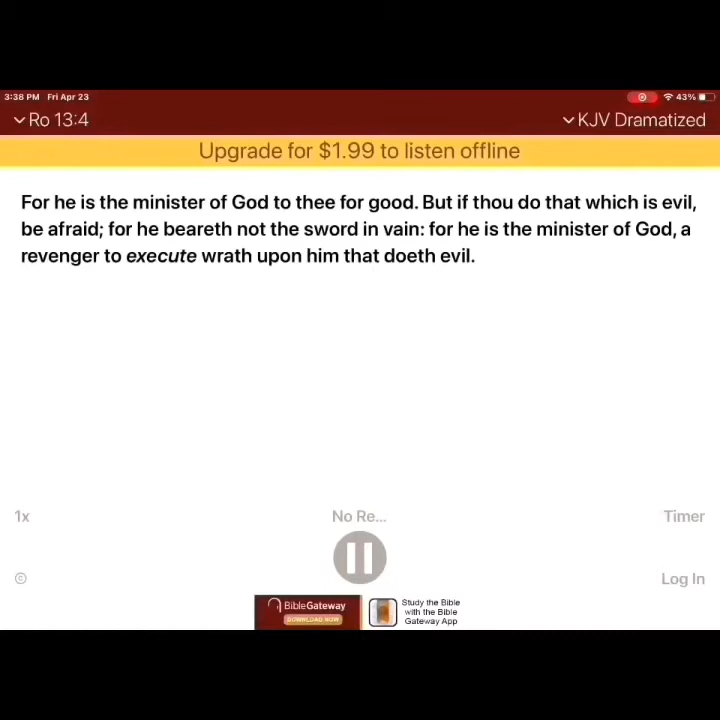 3:38 PM Fri Apr 23 43%
Ro 13:4 KJV Dramatized
Upgrade for $1.99 to listen offline
For he is the minister of God to thee for good. But if thou do that which is evil,
be afraid; for he beareth not the sword in vain: for he is the minister of God, a
revenger to execute wrath upon him that doeth evil.
1x No Re... Timer
© Log In
BibleGateway
DOWNLOAD NOW
Study the Bible
with the Bible
Gateway App